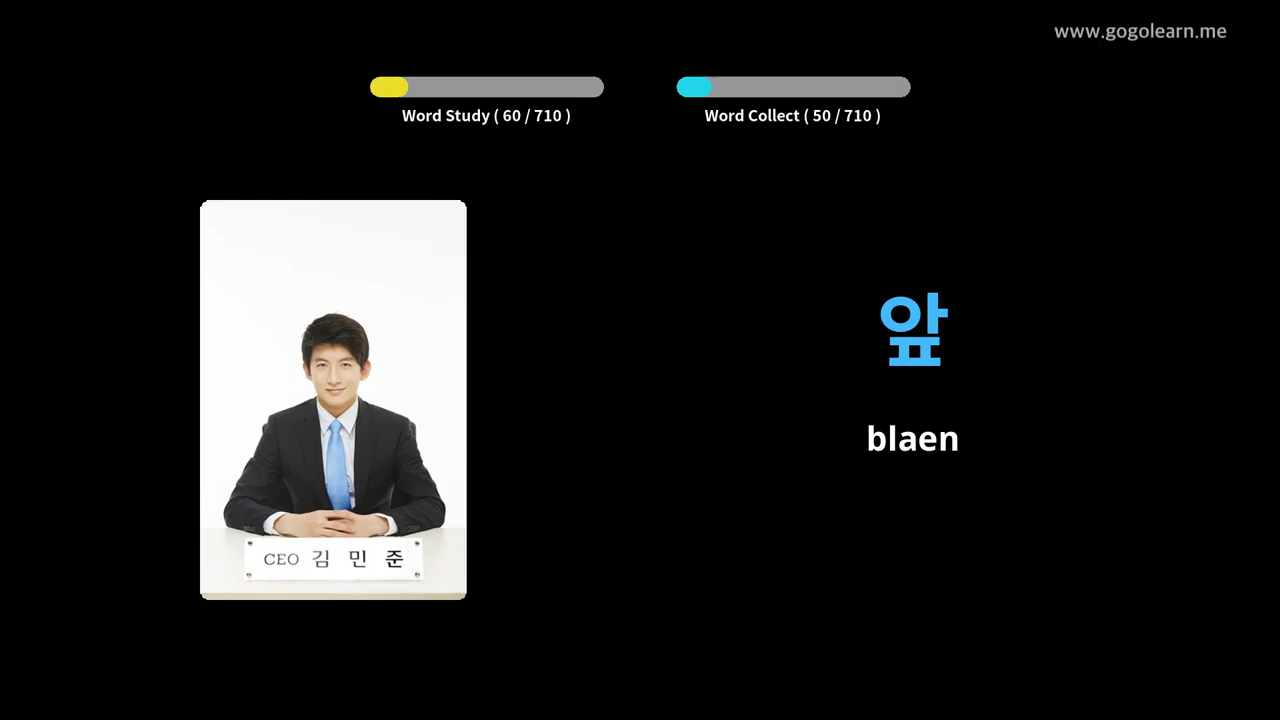 www.gogolearn.me
Word Study ( 60 / 710 )
Word Collect ( 50 / 710 )
앞
blaen
CEO 김 민 준